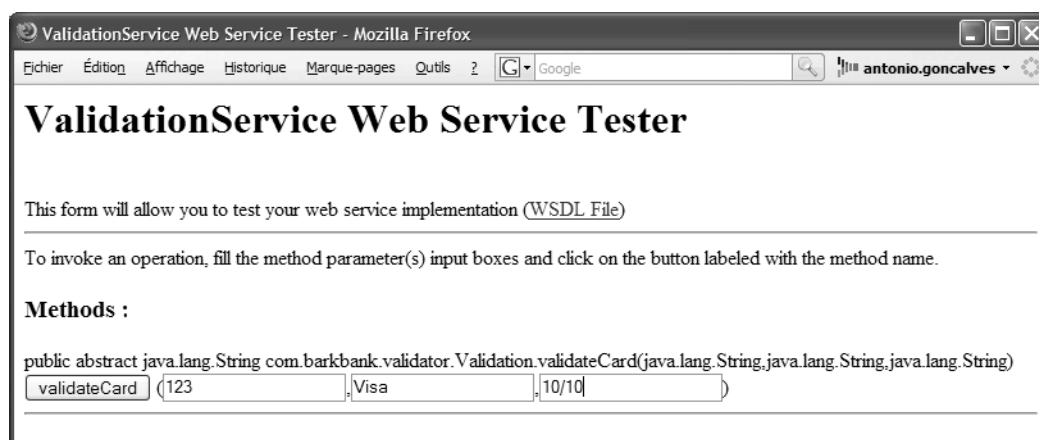 ValidationService Web Service Tester - Mozilla Firefox
Fichier Édition Affichage Historique Marque-pages Outils ? G Google antonio.goncalves
ValidationService Web Service Tester
This form will allow you to test your web service implementation (WSDL File)
To invoke an operation, fill the method parameter(s) input boxes and click on the button labeled with the method name.
Methods :
public abstract java.lang.String com.barkbank.validator.Validation.validateCard(java.lang.String,java.lang.String,java.lang.String)
validateCard (123 ,Visa ,10/10 )